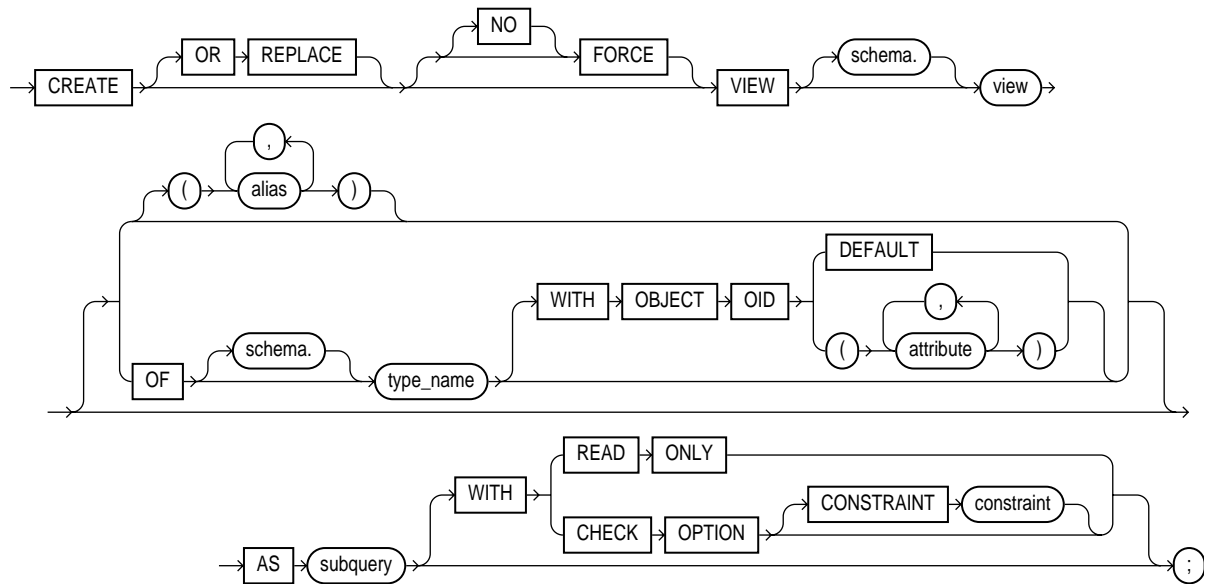 NO
OR REPLACE FORCE schema.
CREATE VIEW view
,
( alias )
DEFAULT
WITH OBJECT OID ,
schema. ( attribute )
OF type_name
READ ONLY
WITH CONSTRAINT constraint
CHECK OPTION
AS subquery ;